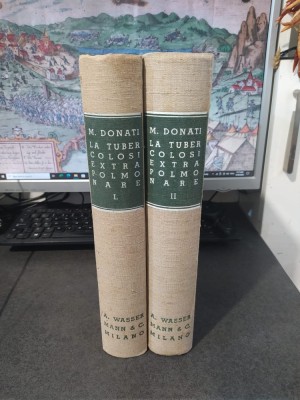 M. DONATI
LA TUBER
COLOSI
EXTRA
POLMO
NARE
I.
A. WASSER
MANN & C.
MILANO
M. DONATI
LA TUBER
COLOSI
EXTRA
POLMO
NARE
II
A. WASSER
MANN & C.
MILANO